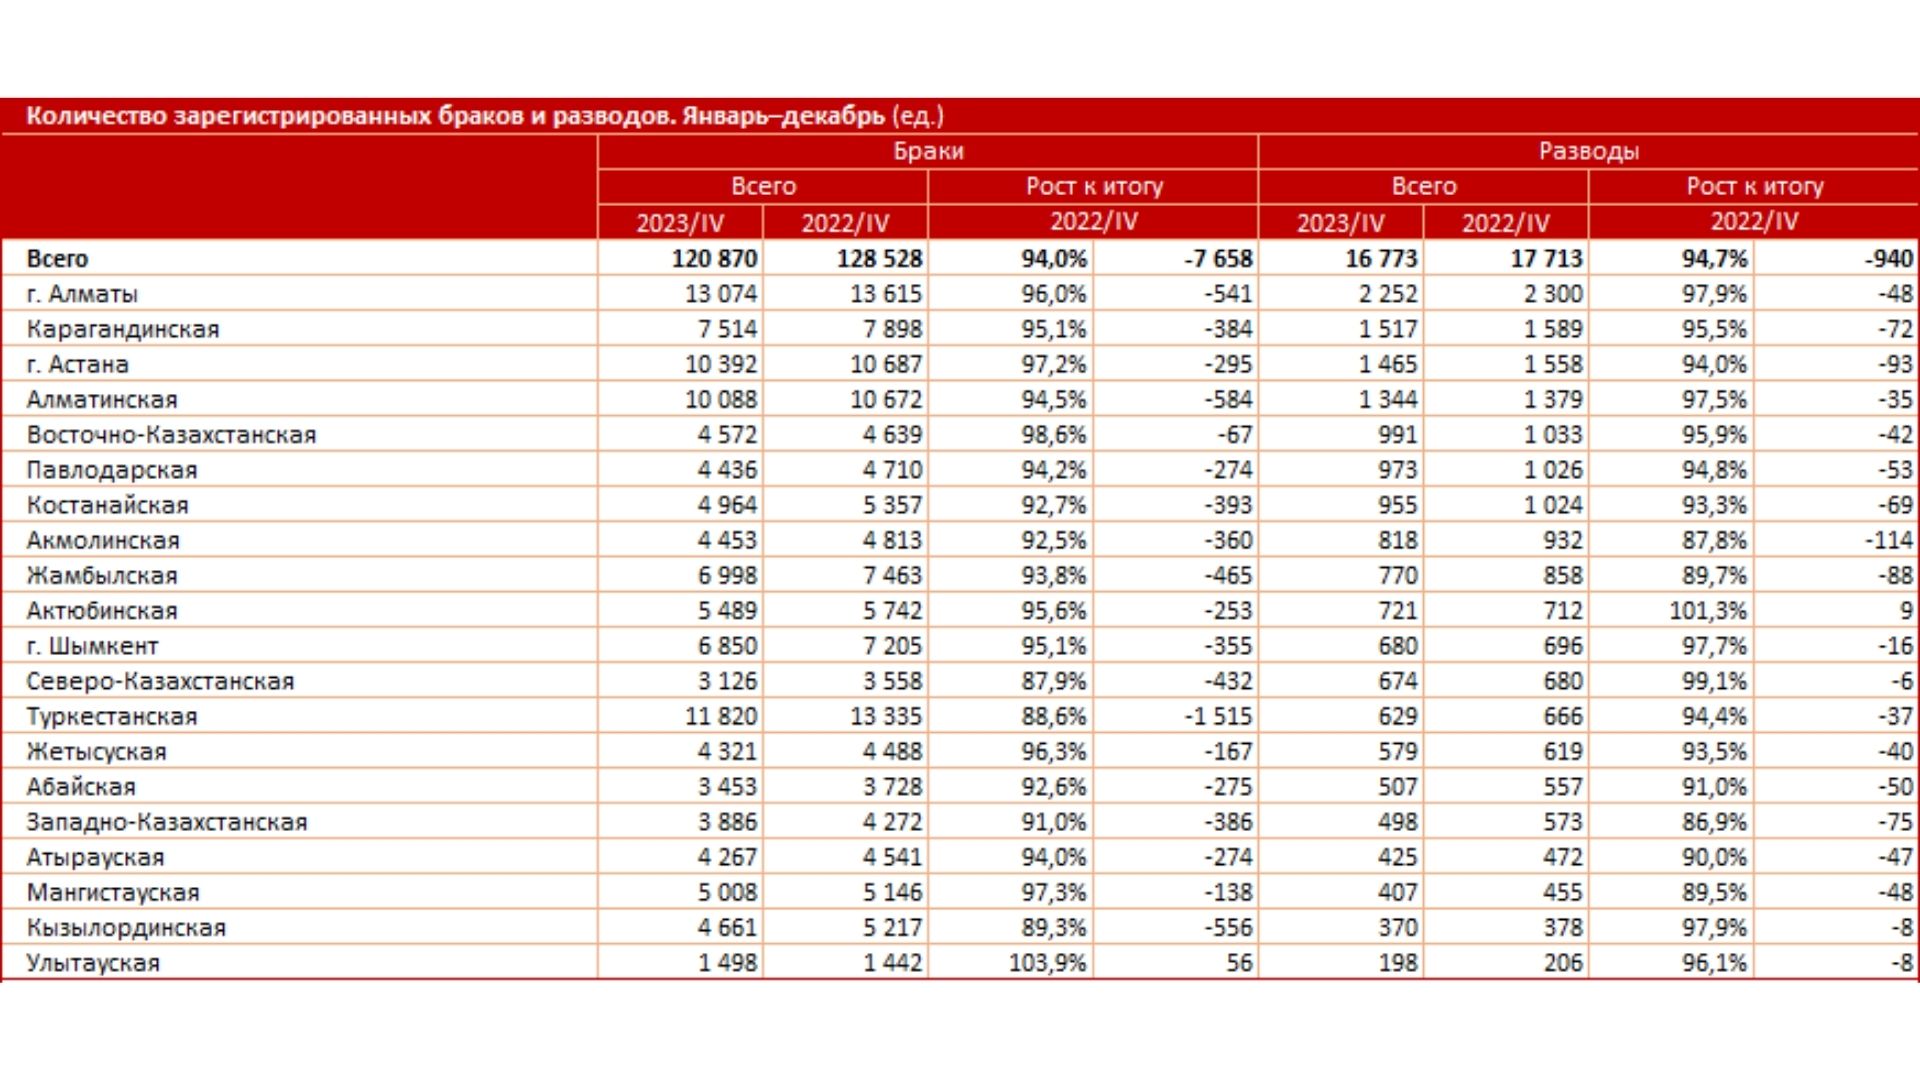 Количество зарегистрированных браков и разводов. Январь–декабрь (ед.)
Браки Разводы
Всего Рост к итогу Всего Рост к итогу
2023/IV 2022/IV 2022/IV 2023/IV 2022/IV 2022/IV
Всего 120 870 128 528 94,0% -7 658 16 773 17 713 94,7% -940
г. Алматы 13 074 13 615 96,0% -541 2 252 2 300 97,9% -48
Карагандинская 7 514 7 898 95,1% -384 1 517 1 589 95,5% -72
г. Астана 10 392 10 687 97,2% -295 1 465 1 558 94,0% -93
Алматинская 10 088 10 672 94,5% -584 1 344 1 379 97,5% -35
Восточно-Казахстанская 4 572 4 639 98,6% -67 991 1 033 95,9% -42
Павлодарская 4 436 4 710 94,2% -274 973 1 026 94,8% -53
Костанайская 4 964 5 357 92,7% -393 955 1 024 93,3% -69
Акмолинская 4 453 4 813 92,5% -360 818 932 87,8% -114
Жамбылская 6 998 7 463 93,8% -465 770 858 89,7% -88
Актюбинская 5 489 5 742 95,6% -253 721 712 101,3% 9
г. Шымкент 6 850 7 205 95,1% -355 680 696 97,7% -16
Северо-Казахстанская 3 126 3 558 87,9% -432 674 680 99,1% -6
Туркестанская 11 820 13 335 88,6% -1 515 629 666 94,4% -37
Жетысуская 4 321 4 488 96,3% -167 579 619 93,5% -40
Абайская 3 453 3 728 92,6% -275 507 557 91,0% -50
Западно-Казахстанская 3 886 4 272 91,0% -386 498 573 86,9% -75
Атырауская 4 267 4 541 94,0% -274 425 472 90,0% -47
Мангистауская 5 008 5 146 97,3% -138 407 455 89,5% -48
Кызылординская 4 661 5 217 89,3% -556 370 378 97,9% -8
Улытауская 1 498 1 442 103,9% 56 198 206 96,1% -8